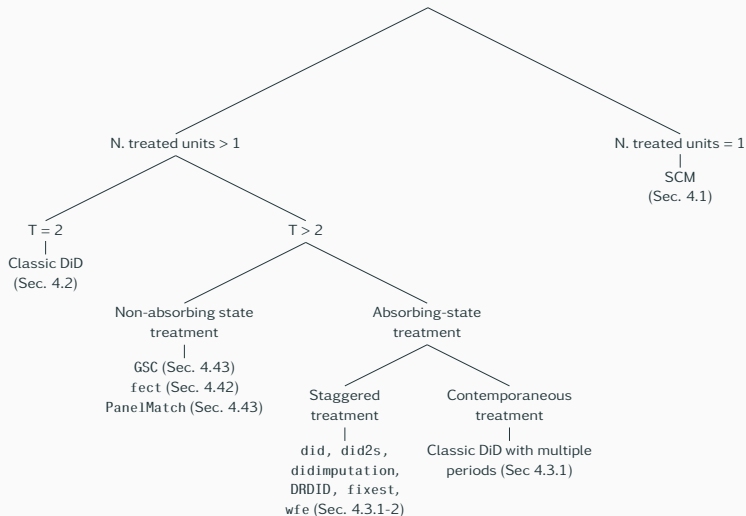 N. treated units > 1
N. treated units = 1
SCM
(Sec. 4.1)
T = 2
T > 2
Classic DiD
(Sec. 4.2)
Non-absorbing state
treatment
Absorbing-state
treatment
GSC (Sec. 4.43)
fect (Sec. 4.42)
PanelMatch (Sec. 4.43)
Staggered
treatment
Contemporaneous
treatment
did, did2s,
didimputation,
DRDID, fixest,
wfe (Sec. 4.3.1-2)
Classic DiD with multiple
periods (Sec 4.3.1)